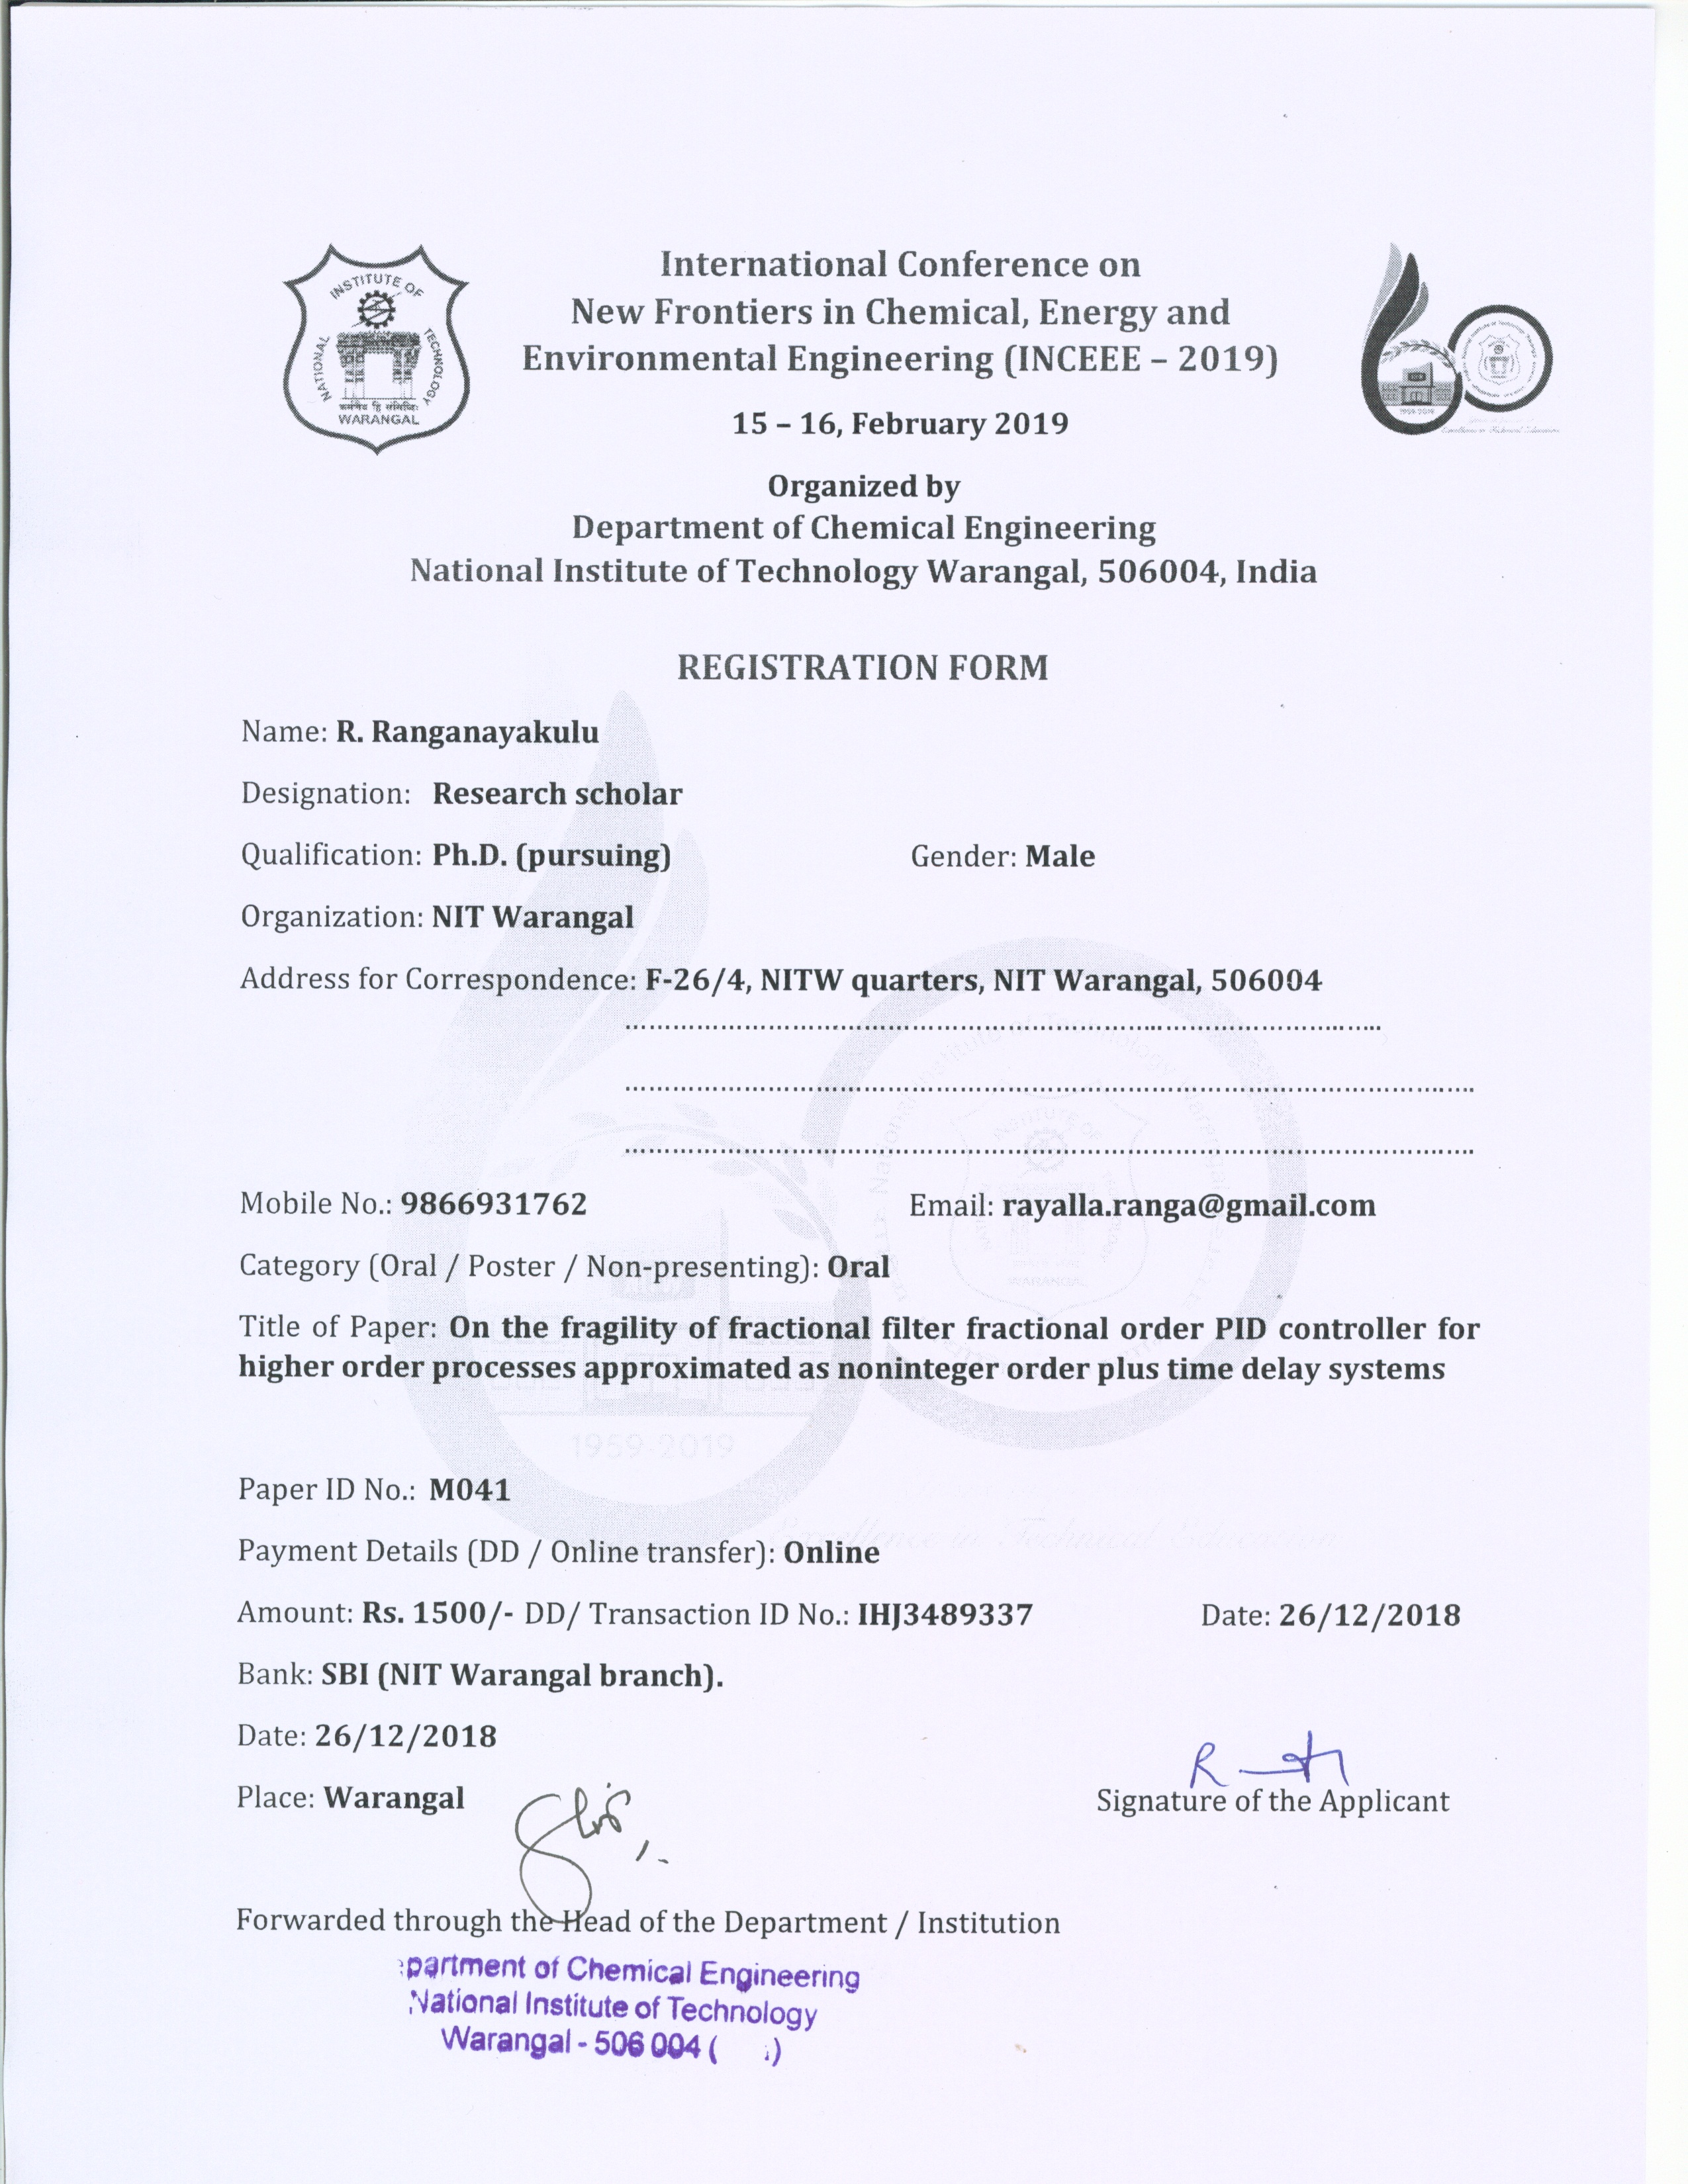 INSTITUTE OF
NATIONAL
TECHNOLOGY
WARANGAL
International Conference on
New Frontiers in Chemical, Energy and
Environmental Engineering (INCEEE – 2019)
15 – 16, February 2019
Organized by
Department of Chemical Engineering
National Institute of Technology Warangal, 506004, India
REGISTRATION FORM
Name: R. Ranganayakulu
Designation: Research scholar
Qualification: Ph.D. (pursuing) Gender: Male
Organization: NIT Warangal
Address for Correspondence: F-26/4, NITW quarters, NIT Warangal, 506004
Mobile No.: 9866931762 Email: rayalla.ranga@gmail.com
Category (Oral / Poster / Non-presenting): Oral
Title of Paper: On the fragility of fractional filter fractional order PID controller for
higher order processes approximated as noninteger order plus time delay systems
1959-2019
Paper ID No.: M041
Excellence in Technical Education
Payment Details (DD / Online transfer): Online
Amount: Rs. 1500/- DD/ Transaction ID No.: IHJ3489337 Date: 26/12/2018
Bank: SBI (NIT Warangal branch).
Date: 26/12/2018
Place: Warangal
Signature of the Applicant
Forwarded through the Head of the Department / Institution
partment of Chemical Engineering
National Institute of Technology
Warangal - 506 004 ( )